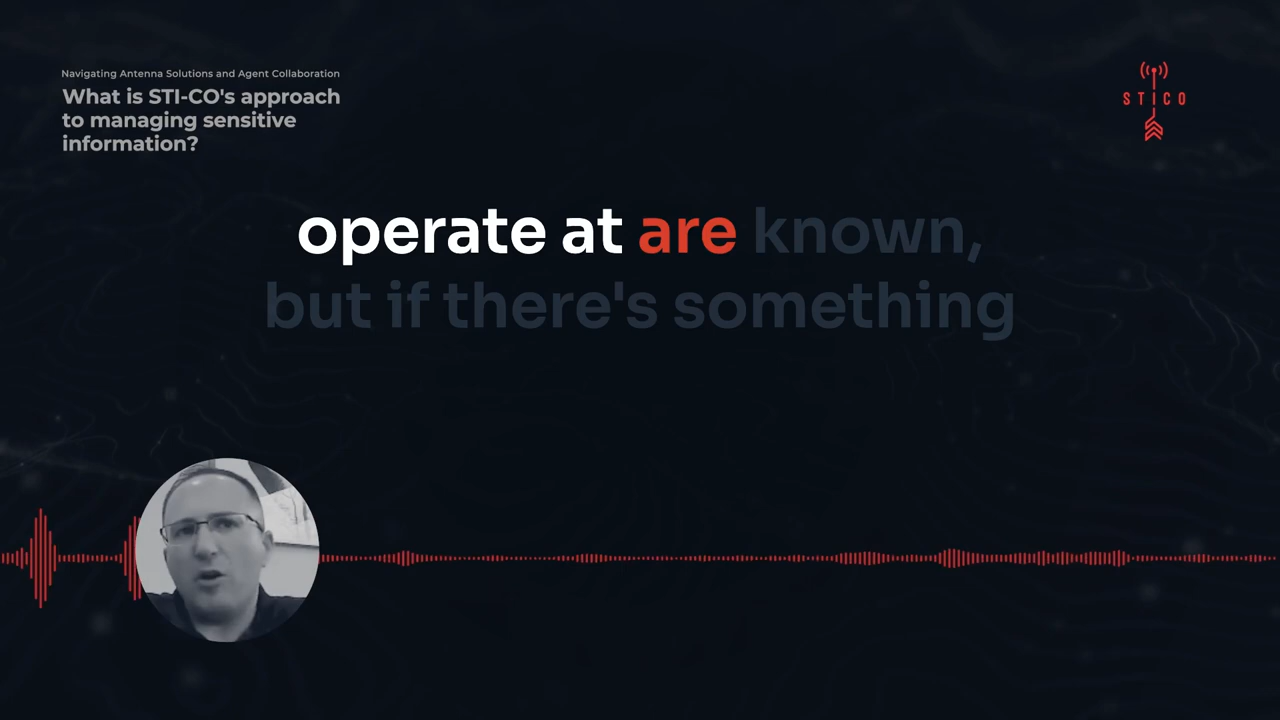 Navigating Antenna Solutions and Agent Collaboration
What is STI-CO's approach
to managing sensitive
information?
STICO
operate at are known,
but if there's something